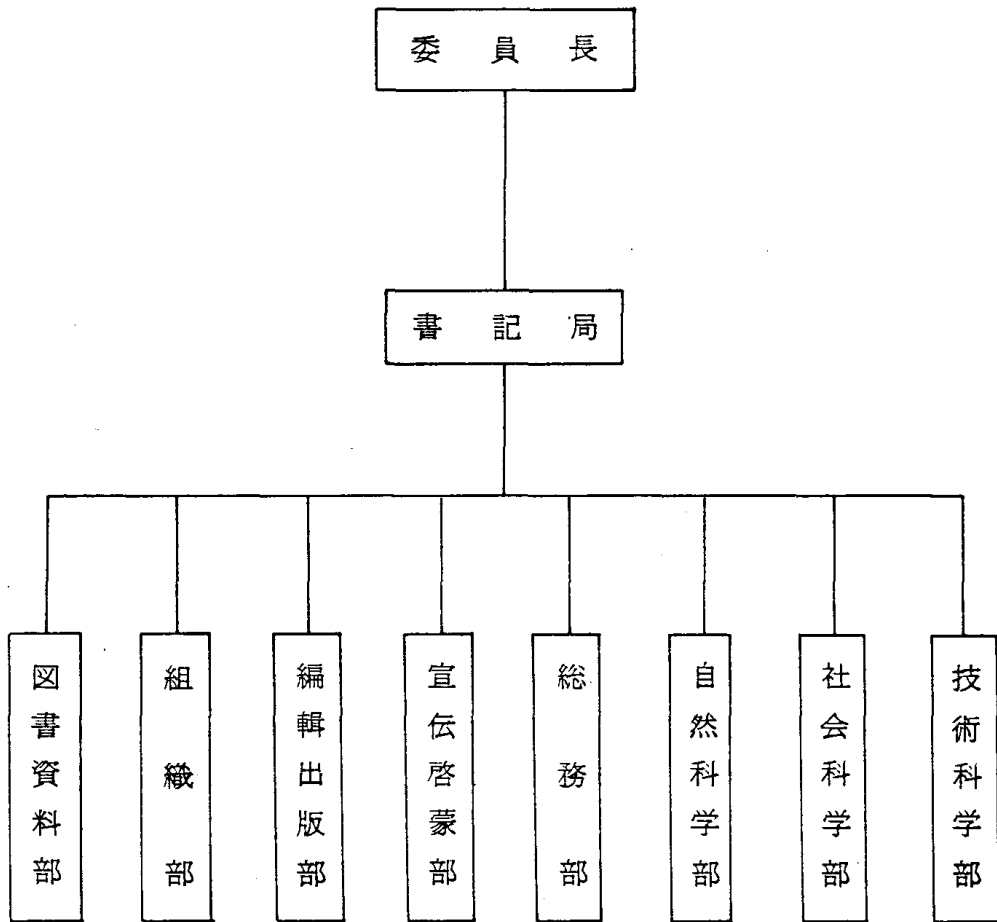 委員長
書記局
図書資料部
組織部
編輯出版部
宣伝啓蒙部
総務部
自然科学部
社会科学部
技術科学部